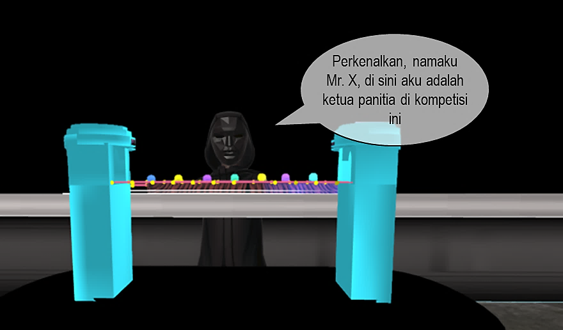 Perkenalkan, namaku
Mr. X, di sini aku adalah
ketua panitia di kompetisi
ini